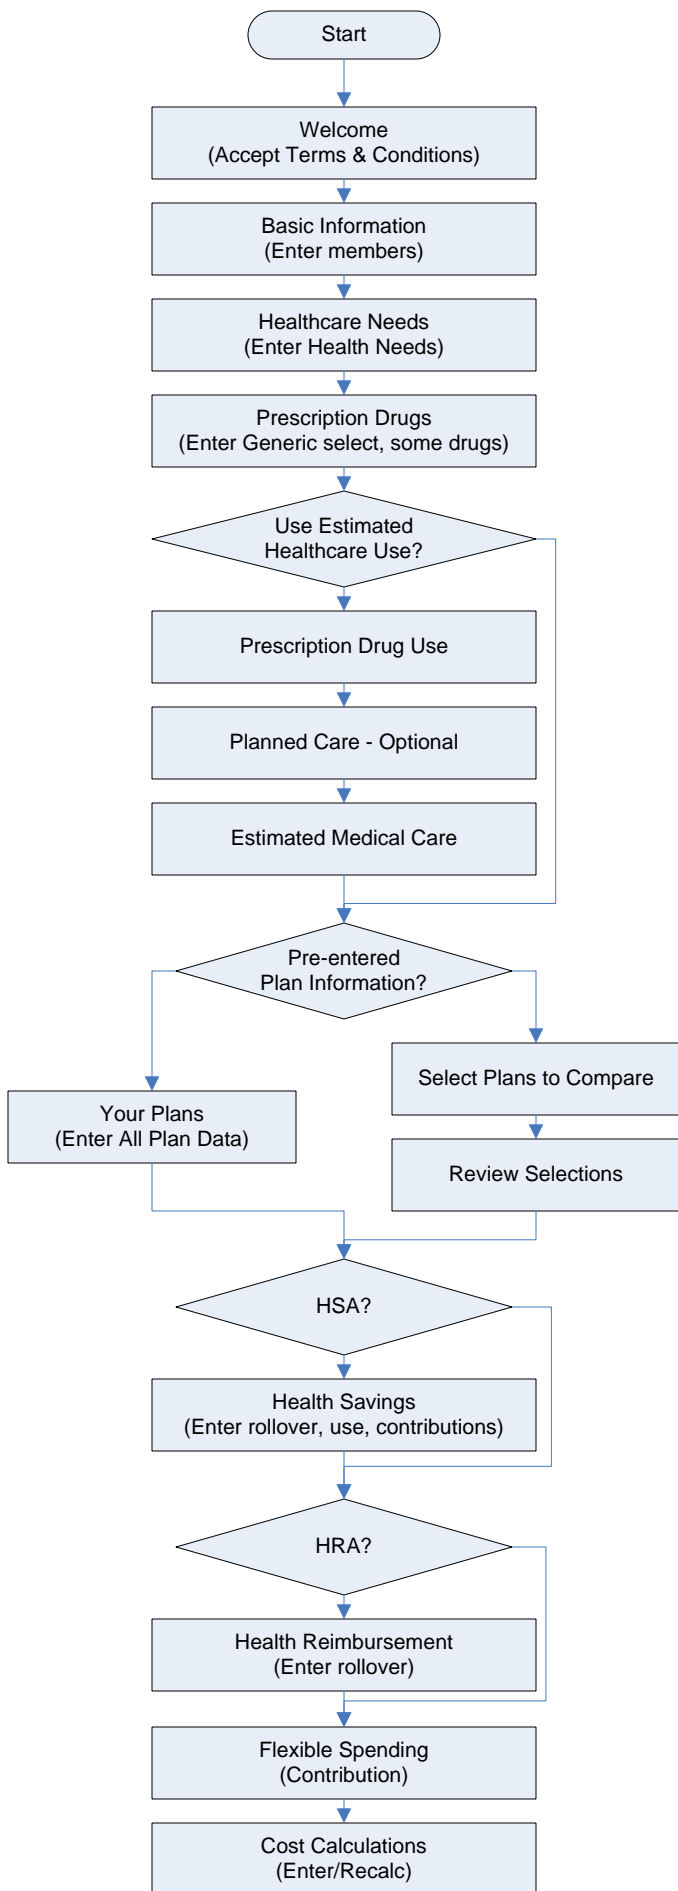 Start
Welcome
(Accept Terms & Conditions)
Basic Information
(Enter members)
Healthcare Needs
(Enter Health Needs)
Prescription Drugs
(Enter Generic select, some drugs)
Use Estimated
Healthcare Use?
Prescription Drug Use
Planned Care - Optional
Estimated Medical Care
Pre-entered
Plan Information?
Select Plans to Compare
Your Plans
(Enter All Plan Data)
Review Selections
HSA?
Health Savings
(Enter rollover, use, contributions)
HRA?
Health Reimbursement
(Enter rollover)
Flexible Spending
(Contribution)
Cost Calculations
(Enter/Recalc)